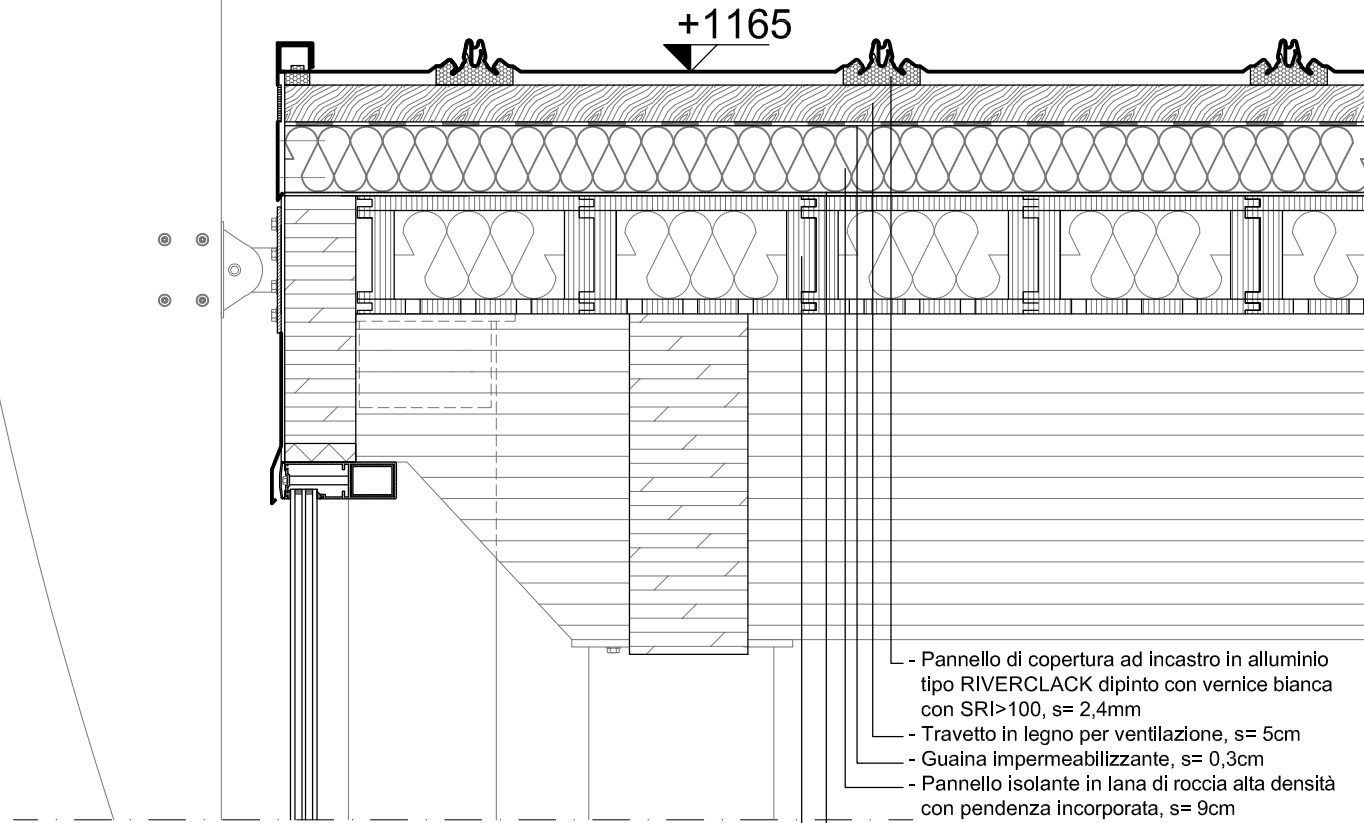 +1165
- Pannello di copertura ad incastro in alluminio
tipo RIVERCLACK dipinto con vernice bianca
con SRI>100, s= 2,4mm
- Travetto in legno per ventilazione, s= 5cm
- Guaina impermeabilizzante, s= 0,3cm
- Pannello isolante in lana di roccia alta densità
con pendenza incorporata, s= 9cm